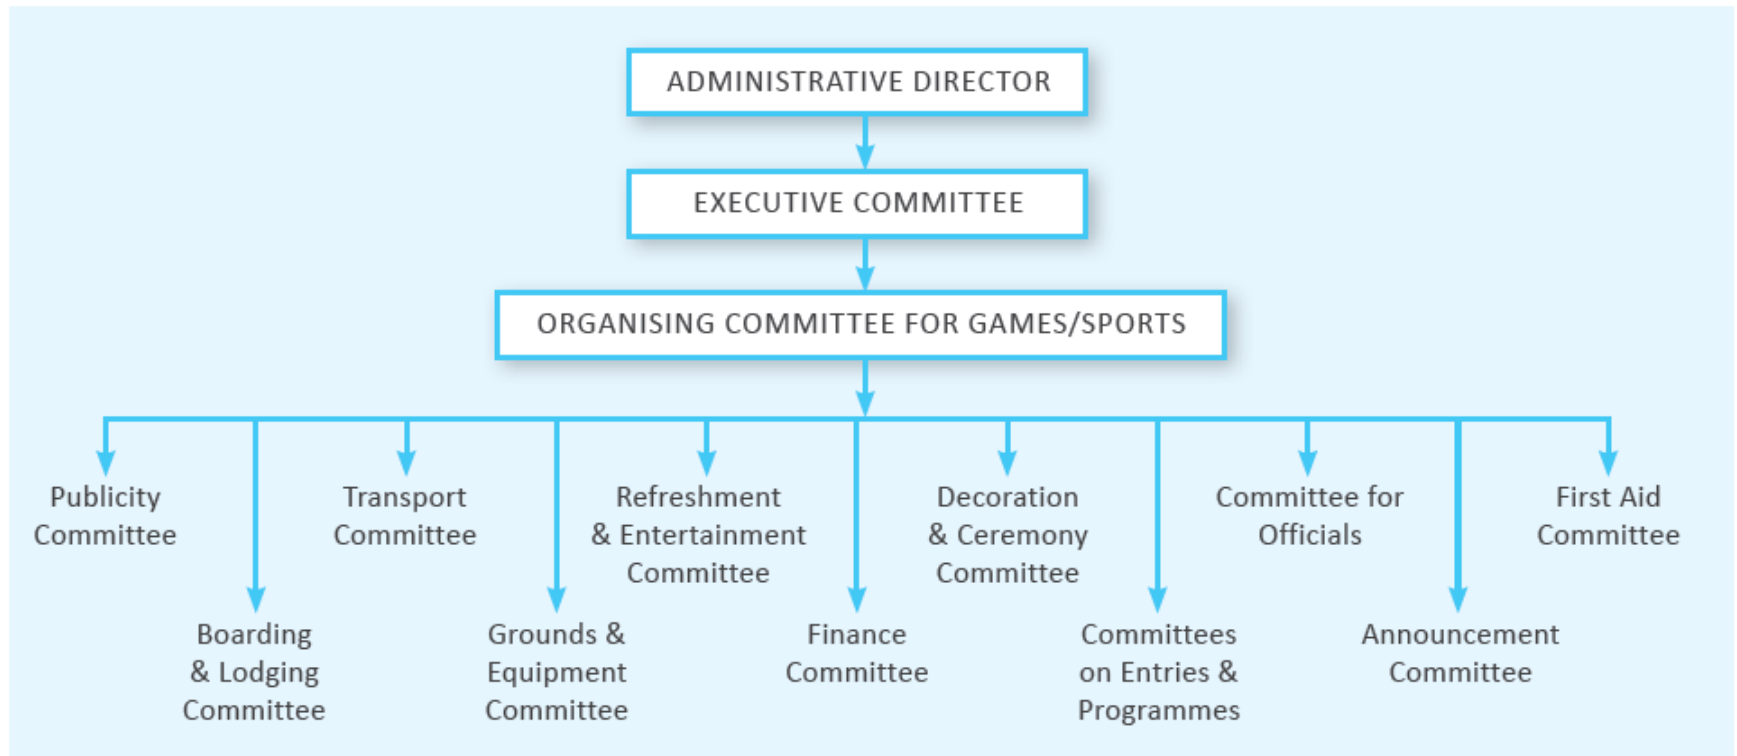 ADMINISTRATIVE DIRECTOR
EXECUTIVE COMMITTEE
ORGANISING COMMITTEE FOR GAMES/SPORTS
Publicity
Committee
Boarding
& Lodging
Committee
Transport
Committee
Grounds &
Equipment
Committee
Refreshment
& Entertainment
Committee
Finance
Committee
Decoration
& Ceremony
Committee
Committees
on Entries &
Programmes
Committee for
Officials
Announcement
Committee
First Aid
Committee